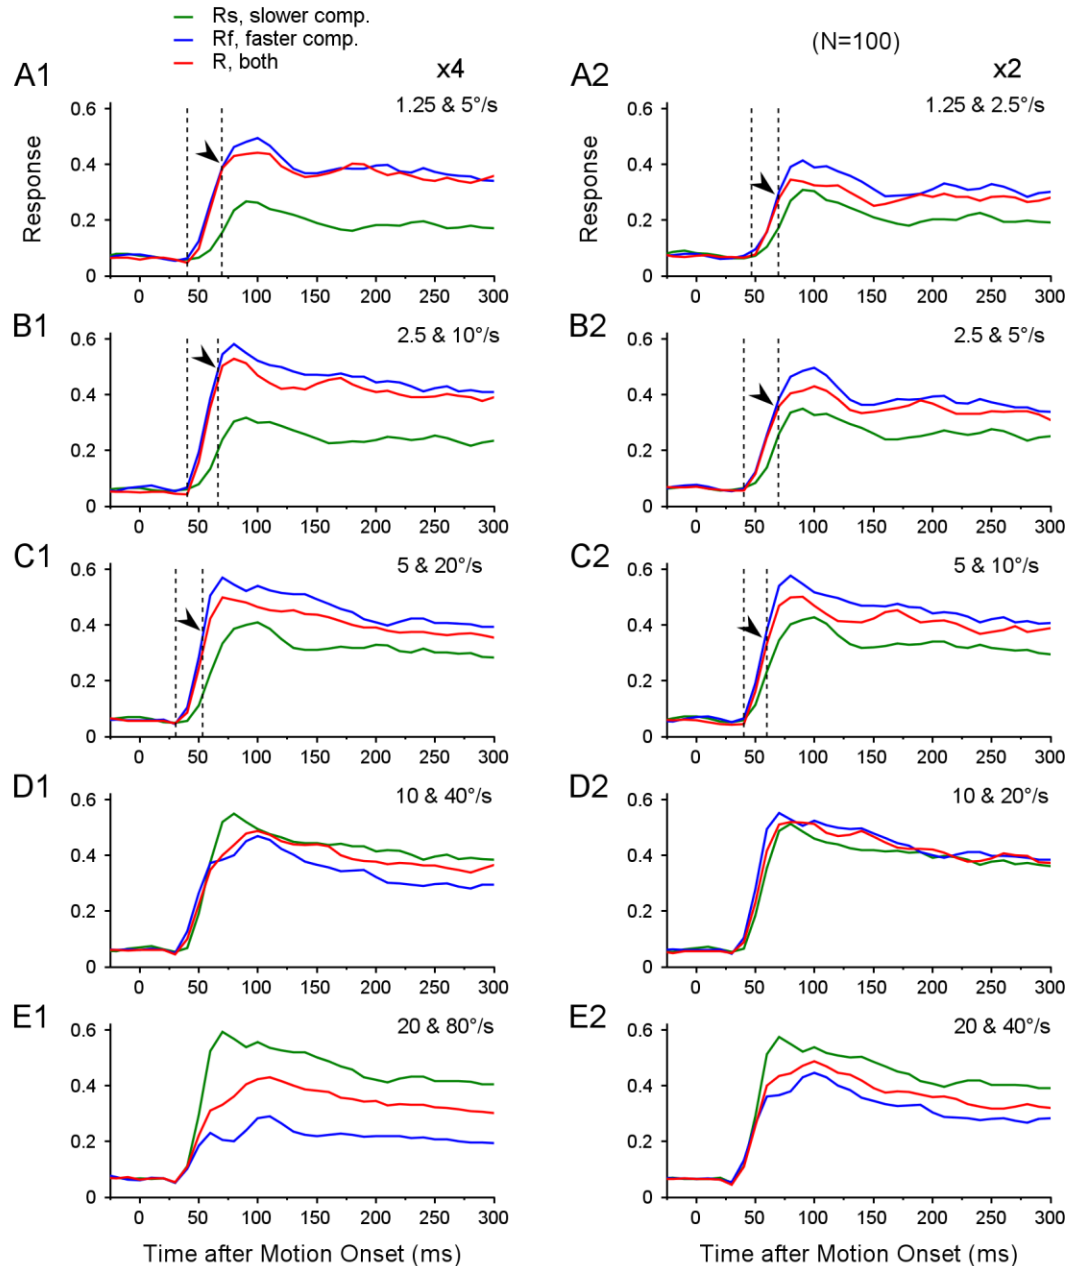 Rs, slower comp.
Rf, faster comp.
R, both
(N=100)
A1
x4
1.25 & 5°/s
0.6
0.4
0.2
0
Response
0 50 100 150 200 250 300
A2
x2
1.25 & 2.5°/s
0.6
0.4
0.2
0
Response
0 50 100 150 200 250 300
B1
2.5 & 10°/s
0.6
0.4
0.2
0
0 50 100 150 200 250 300
B2
2.5 & 5°/s
0.6
0.4
0.2
0
0 50 100 150 200 250 300
C1
5 & 20°/s
0.6
0.4
0.2
0
0 50 100 150 200 250 300
C2
5 & 10°/s
0.6
0.4
0.2
0
0 50 100 150 200 250 300
D1
10 & 40°/s
0.6
0.4
0.2
0
0 50 100 150 200 250 300
D2
10 & 20°/s
0.6
0.4
0.2
0
0 50 100 150 200 250 300
E1
20 & 80°/s
0.6
0.4
0.2
0
0 50 100 150 200 250 300
Time after Motion Onset (ms)
E2
20 & 40°/s
0.6
0.4
0.2
0
0 50 100 150 200 250 300
Time after Motion Onset (ms)